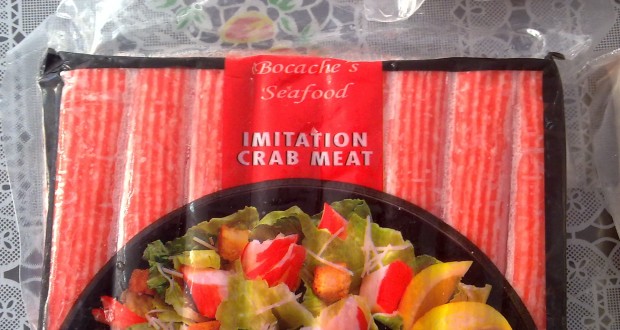 Bocache's
Seafood
IMITATION
CRAB MEAT